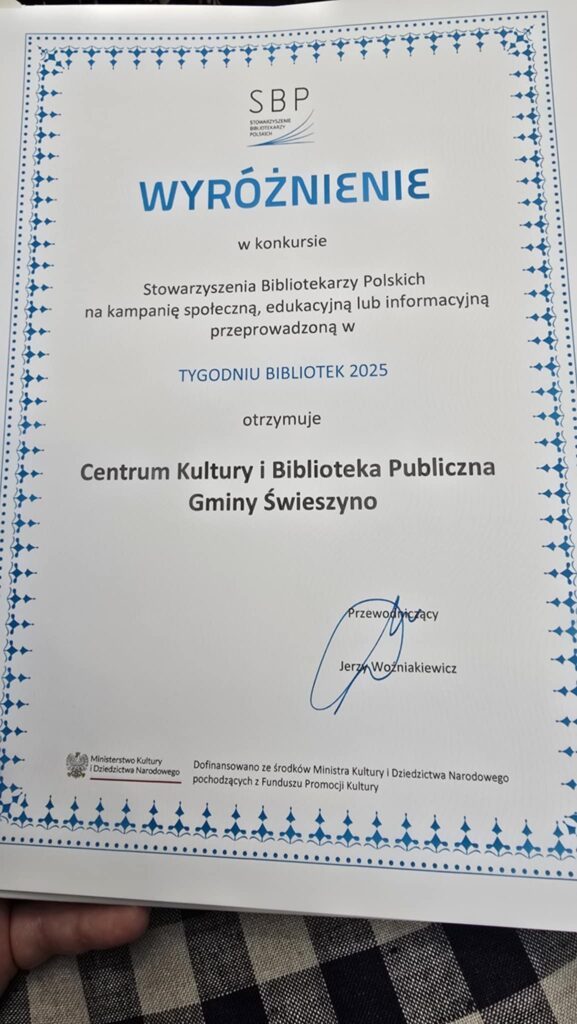 SBP
STOWARZYSZENIE
BIBLIOTEKARZY
POLSKICH
WYRÓŻNIENIE
w konkursie
Stowarzyszenia Bibliotekarzy Polskich
na kampanię społeczną, edukacyjną lub informacyjną
przeprowadzoną w
TYGODNIU BIBLIOTEK 2025
otrzymuje
Centrum Kultury i Biblioteka Publiczna
Gminy Świeszyno
Przewodniczący
Jerzy Woźniakiewicz
Ministerstwo Kultury
i Dziedzictwa Narodowego
Dofinansowano ze środków Ministra Kultury i Dziedzictwa Narodowego
pochodzących z Funduszu Promocji Kultury